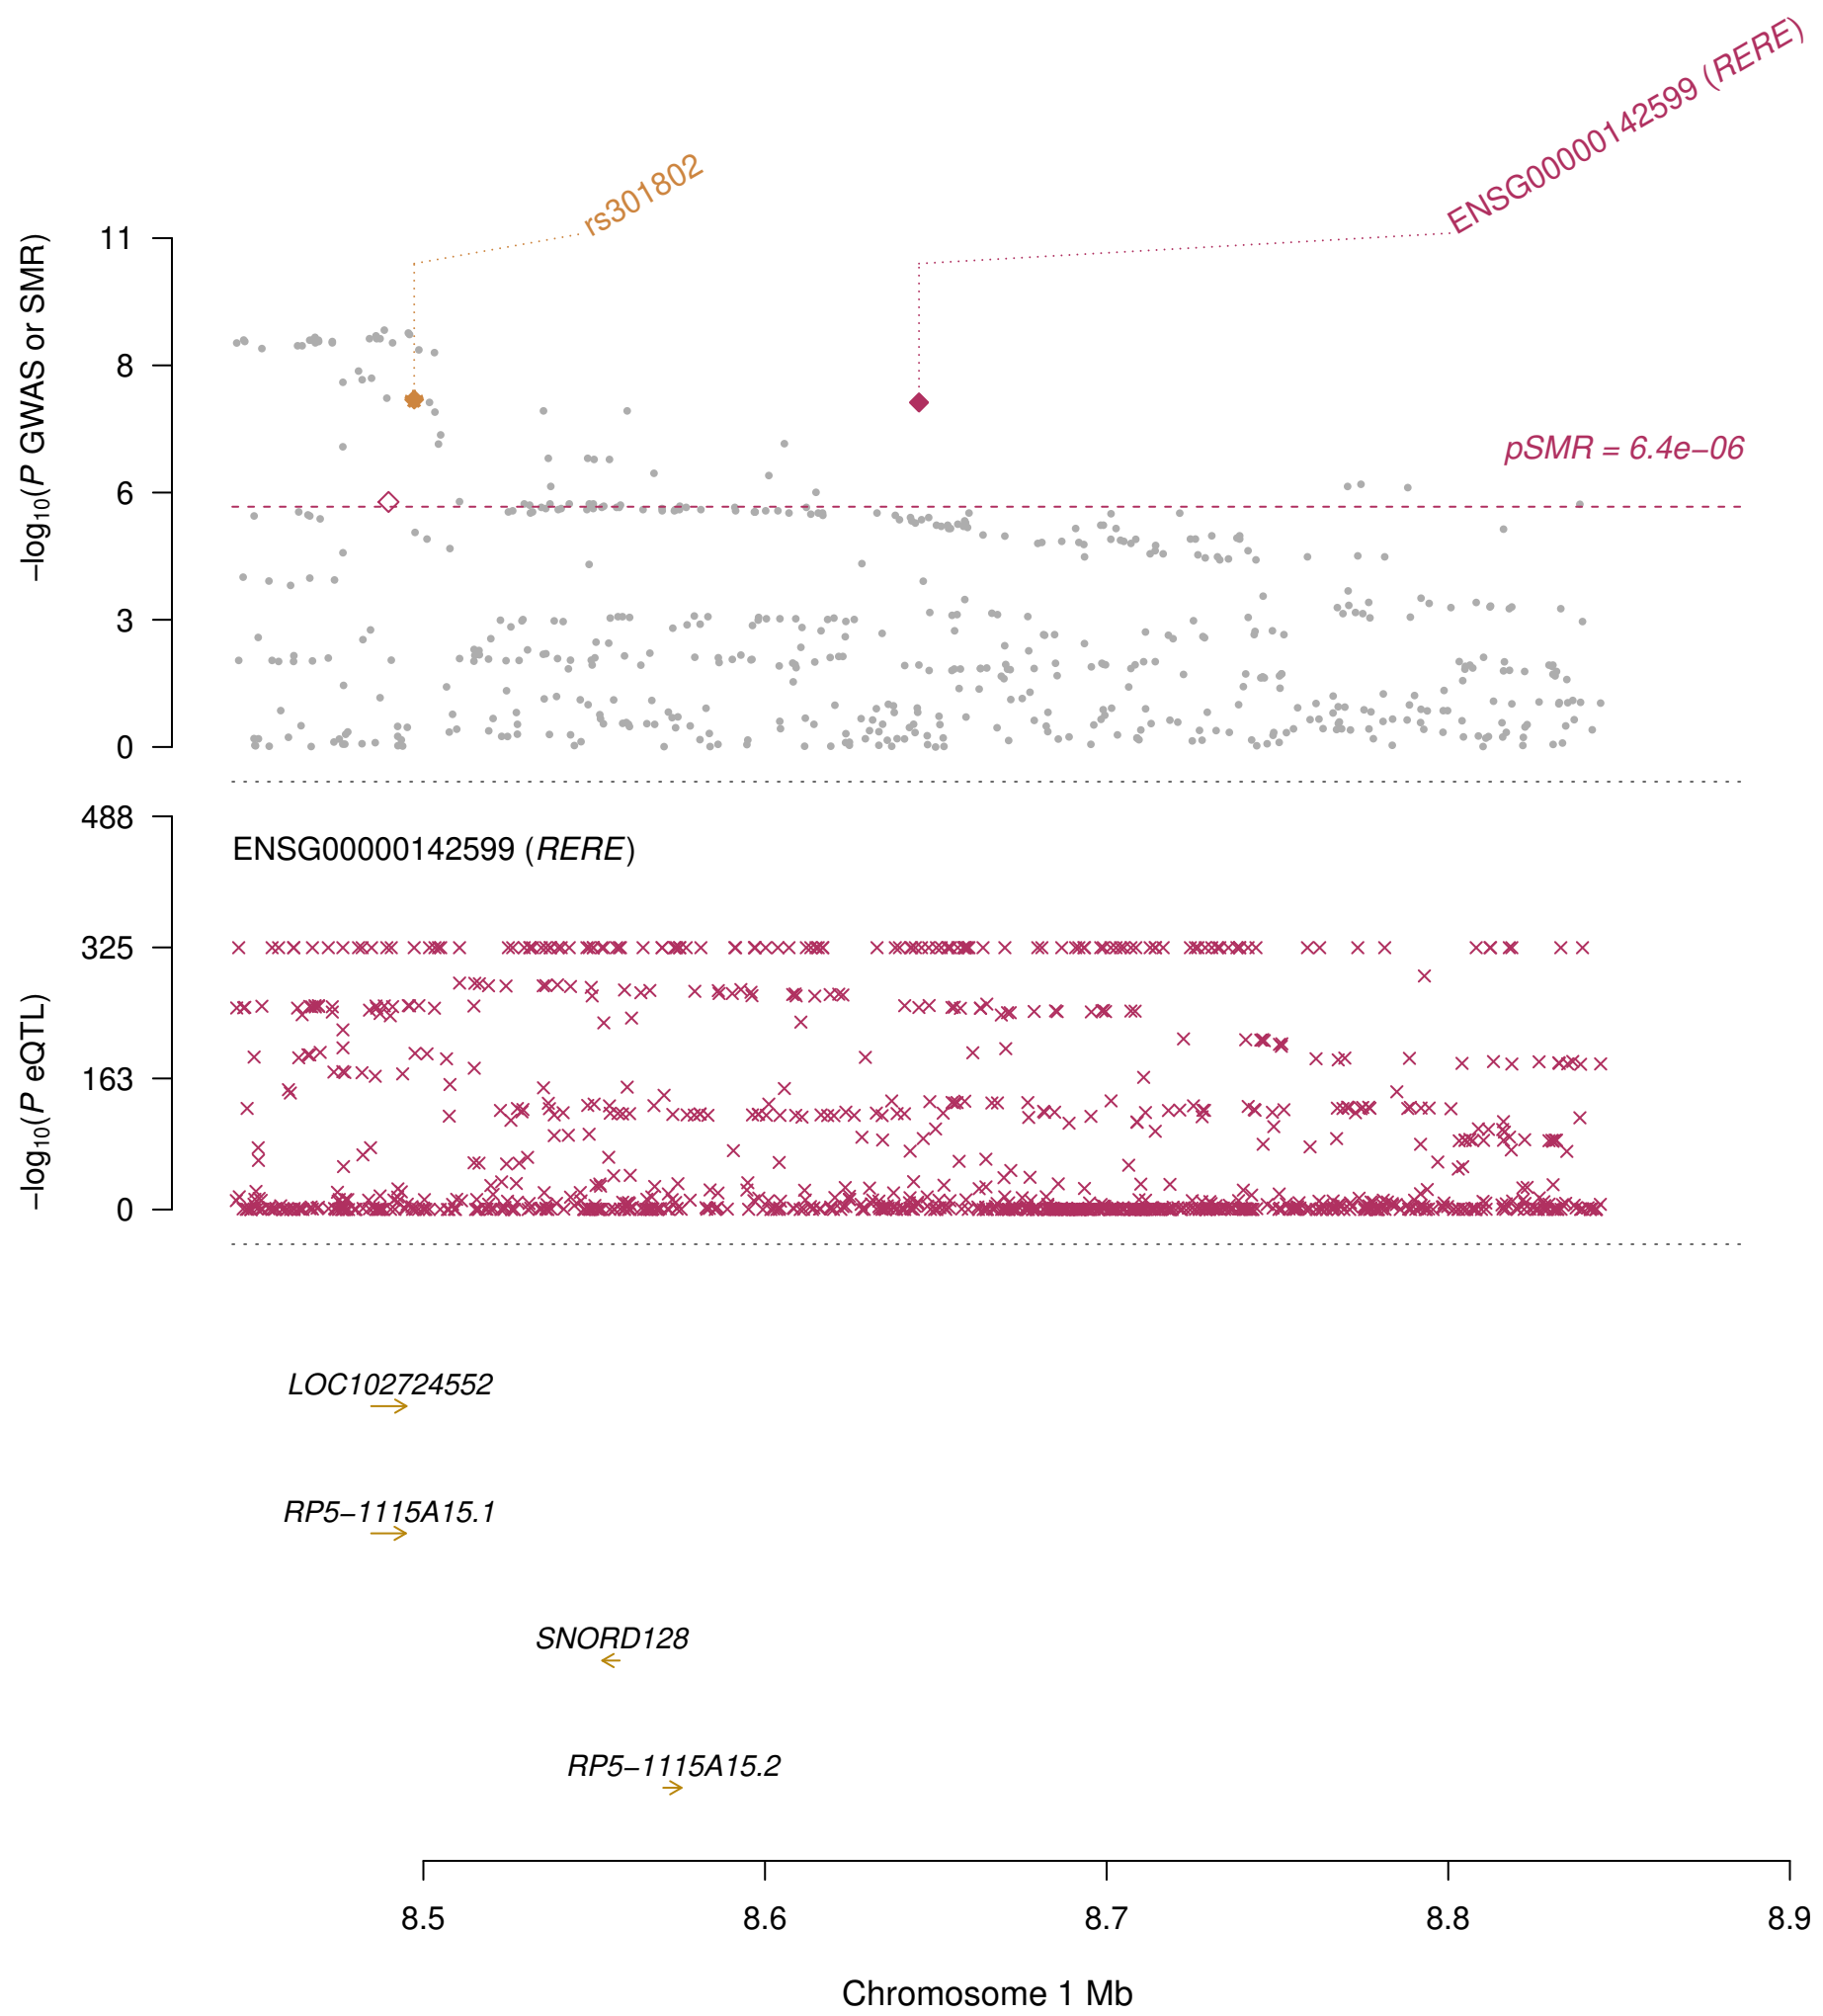 ENSG00000142599 (RERE)
rs301802
−log10(P GWAS or SMR)
11
8
6
3
0
pSMR = 6.4e−06
−log10(P eQTL)
488
325
163
0
ENSG00000142599 (RERE)
LOC102724552
RP5−1115A15.1
SNORD128
RP5−1115A15.2
8.5 8.6 8.7 8.8 8.9
Chromosome 1 Mb